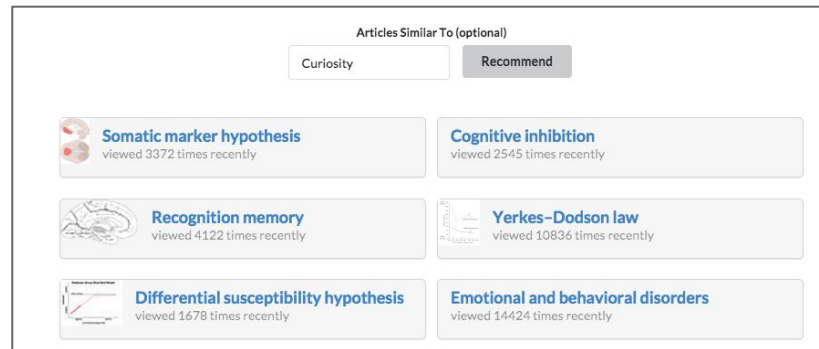 Articles Similar To (optional)
Curiosity
Recommend
Somatic marker hypothesis
viewed 3372 times recently
Cognitive inhibition
viewed 2545 times recently
Recognition memory
viewed 4122 times recently
Yerkes–Dodson law
viewed 10836 times recently
Differential susceptibility hypothesis
viewed 1678 times recently
Emotional and behavioral disorders
viewed 14424 times recently